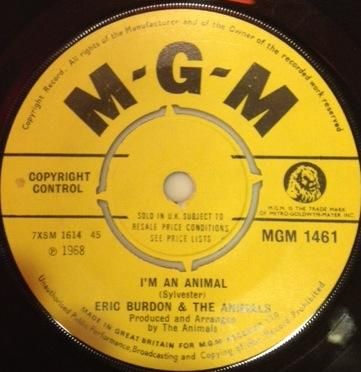 Copyright Record. All rights of the Manufacturer and of the Owner of the recorded work reserved
M-G-M
COPYRIGHT
CONTROL
M.G.M. IS THE TRADE MARK
OF METRO-GOLDWYN-MAYER INC.
SOLD IN U.K. SUBJECT TO
RESALE PRICE CONDITIONS,
SEE PRICE LISTS
7XSM 1614 45
Ⓟ 1968
MGM 1461
I'M AN ANIMAL
(Sylvester)
ERIC BURDON & THE ANIMALS
Produced and Arranged
by The Animals
MADE IN GREAT BRITAIN FOR M.G.M.
Unauthorised Public Performance, Broadcasting and Copying of this Record Prohibited